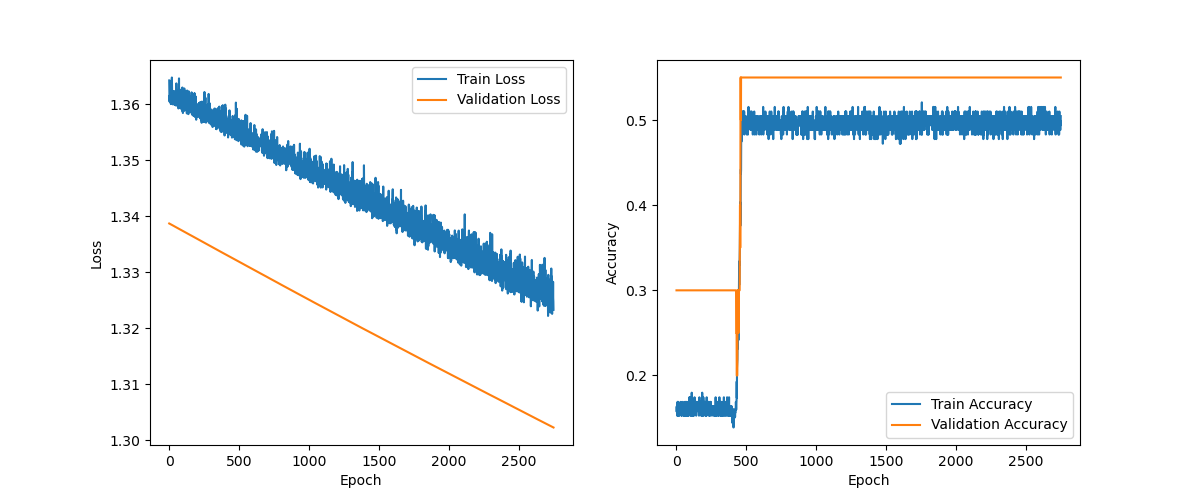 1.36
1.35
1.34
1.33
1.32
1.31
1.30
Loss
0
500
1000
1500
2000
2500
Epoch
Train Loss
Validation Loss
0.5
0.4
0.3
0.2
Accuracy
0
500
1000
1500
2000
2500
Epoch
Train Accuracy
Validation Accuracy